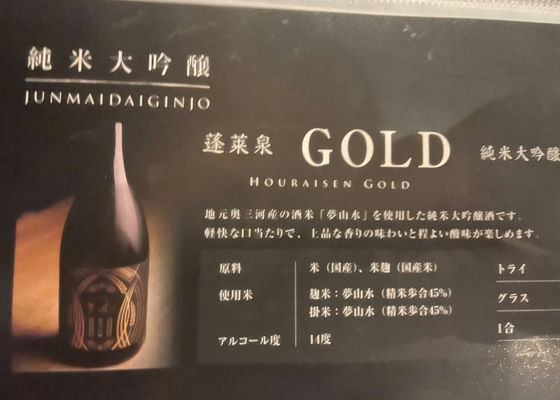 純米大吟醸
JUNMAIDAIGINJO
蓬莱泉 GOLD 純米大吟醸
HOURAISEN GOLD
地元奥三河産の酒米「夢山水」を使用した純米大吟醸酒です。
軽快な口当たりで、上品な香りの味わいと程よい酸味が楽しめます。
原料 米（国産）、米麹（国産米）
使用米 麹米：夢山水（精米歩合45%）
掛米：夢山水（精米歩合45%）
アルコール度 14度
トライ
グラス
1合